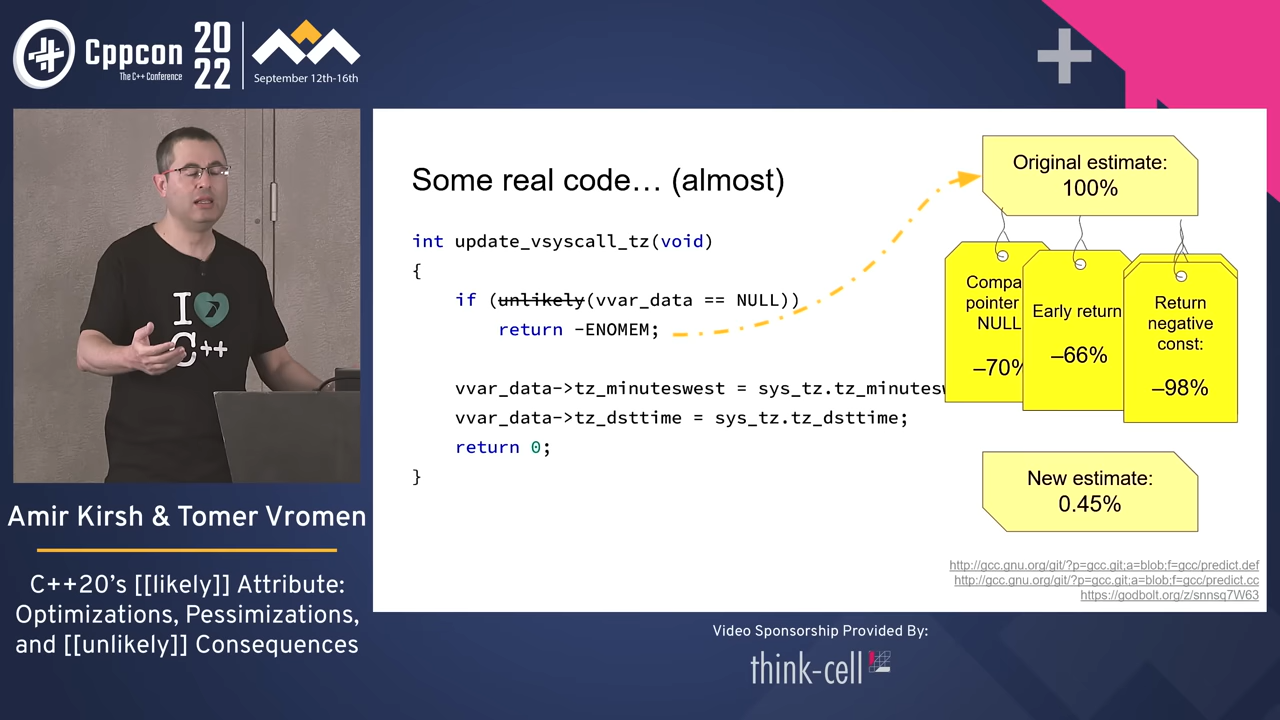 Cppcon
The C++ Conference
20
22
September 12th-16th
I
C++
Amir Kirsh & Tomer Vromen
C++20's [[likely]] Attribute:
Optimizations, Pessimizations,
and [[unlikely]] Consequences
Some real code… (almost)
int update_vsyscall_tz(void)
{
if (unlikely(vvar_data == NULL))
return -ENOMEM;
vvar_data->tz_minuteswest = sys_tz.tz_minutesw
vvar_data->tz_dsttime = sys_tz.tz_dsttime;
return 0;
}
Original estimate:
100%
Compa
pointer
NULL
–70%
Early return
–66%
Return
negative
const:
–98%
New estimate:
0.45%
http://gcc.gnu.org/git/?p=gcc.git;a=blob;f=gcc/predict.def
http://gcc.gnu.org/git/?p=gcc.git;a=blob;f=gcc/predict.cc
https://godbolt.org/z/snnsq7W63
Video Sponsorship Provided By:
think-cell